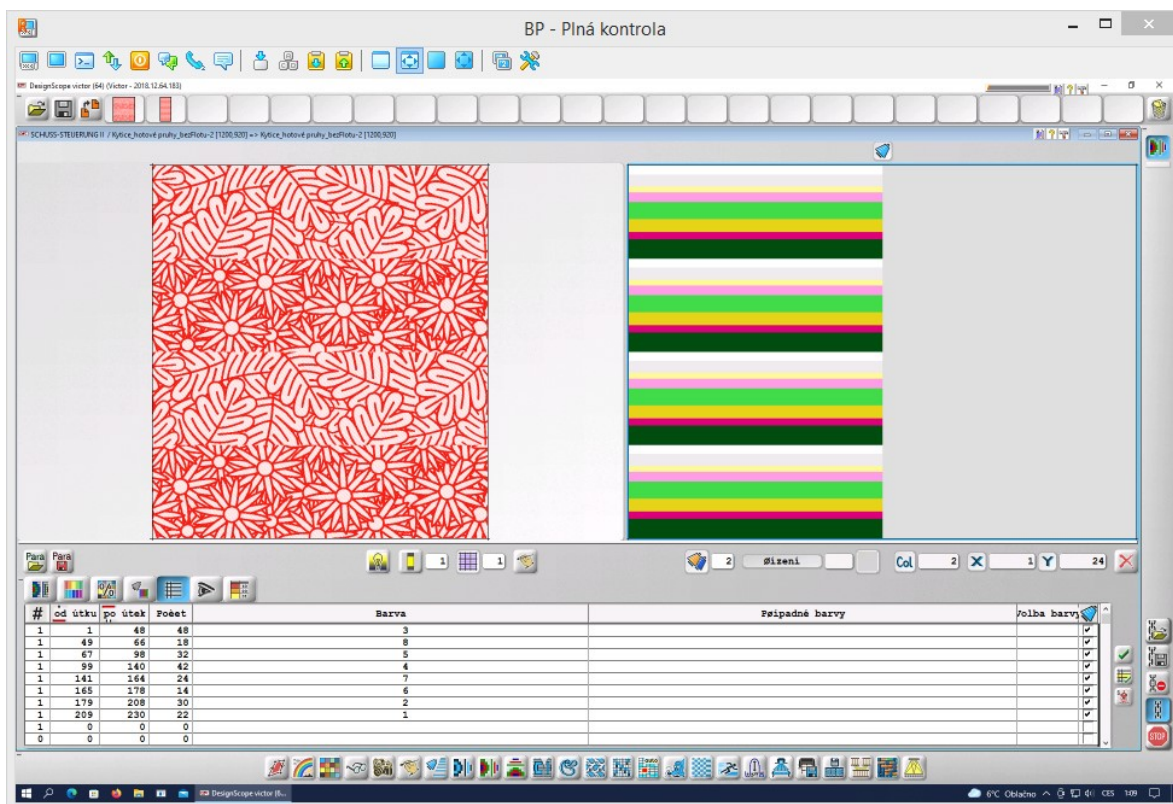 BP - Plná kontrola
DesignScope victor (64) (Victor - 2018.12.64.183)
SCHUSS-STEUERUNG II / Kytice_hotové pruhy_bezFlotu-2 [1200,920] => Kytice_hotové pruhy_bezFlotu-2 [1200,920]
Para Para 1 1 2 Øizeni Col 2 X 1 Y 24
# od útku po útek Poèet Barva Pøípadné barvy Volba barvy
1 1 48 48 3
1 49 66 18 8
1 67 98 32 5
1 99 140 42 4
1 141 164 24 7
1 165 178 14 6
1 179 208 30 2
1 209 230 22 1
1 0 0 0
0 0 0 0
STOP
DesignScope victor (6... 6°C Oblačno CES 1:09